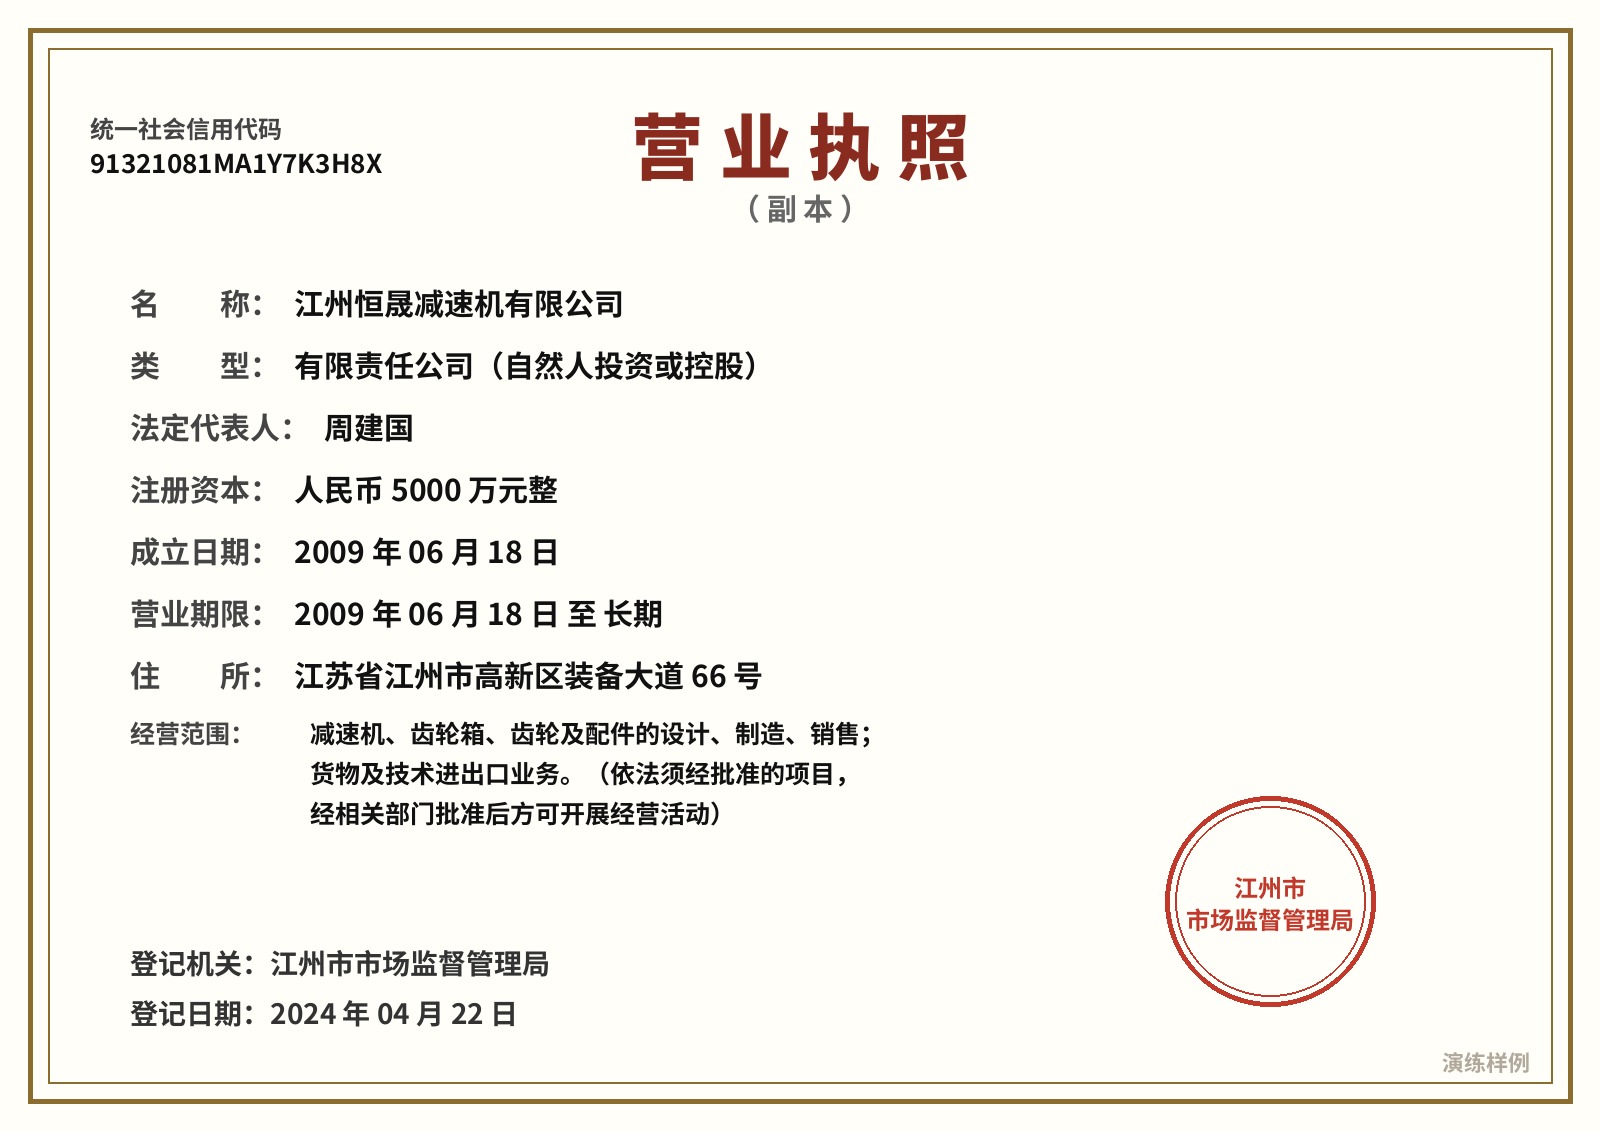 统一社会信用代码
91321081MA1Y7K3H8X
营业执照
（副本）
名　　称： 江州恒晟减速机有限公司
类　　型： 有限责任公司（自然人投资或控股）
法定代表人： 周建国
注册资本： 人民币 5000 万元整
成立日期： 2009 年 06 月 18 日
营业期限： 2009 年 06 月 18 日 至 长期
住　　所： 江苏省江州市高新区装备大道 66 号
经营范围： 减速机、齿轮箱、齿轮及配件的设计、制造、销售；
货物及技术进出口业务。（依法须经批准的项目，
经相关部门批准后方可开展经营活动）
江州市
市场监督管理局
登记机关：江州市市场监督管理局
登记日期：2024 年 04 月 22 日
演练样例